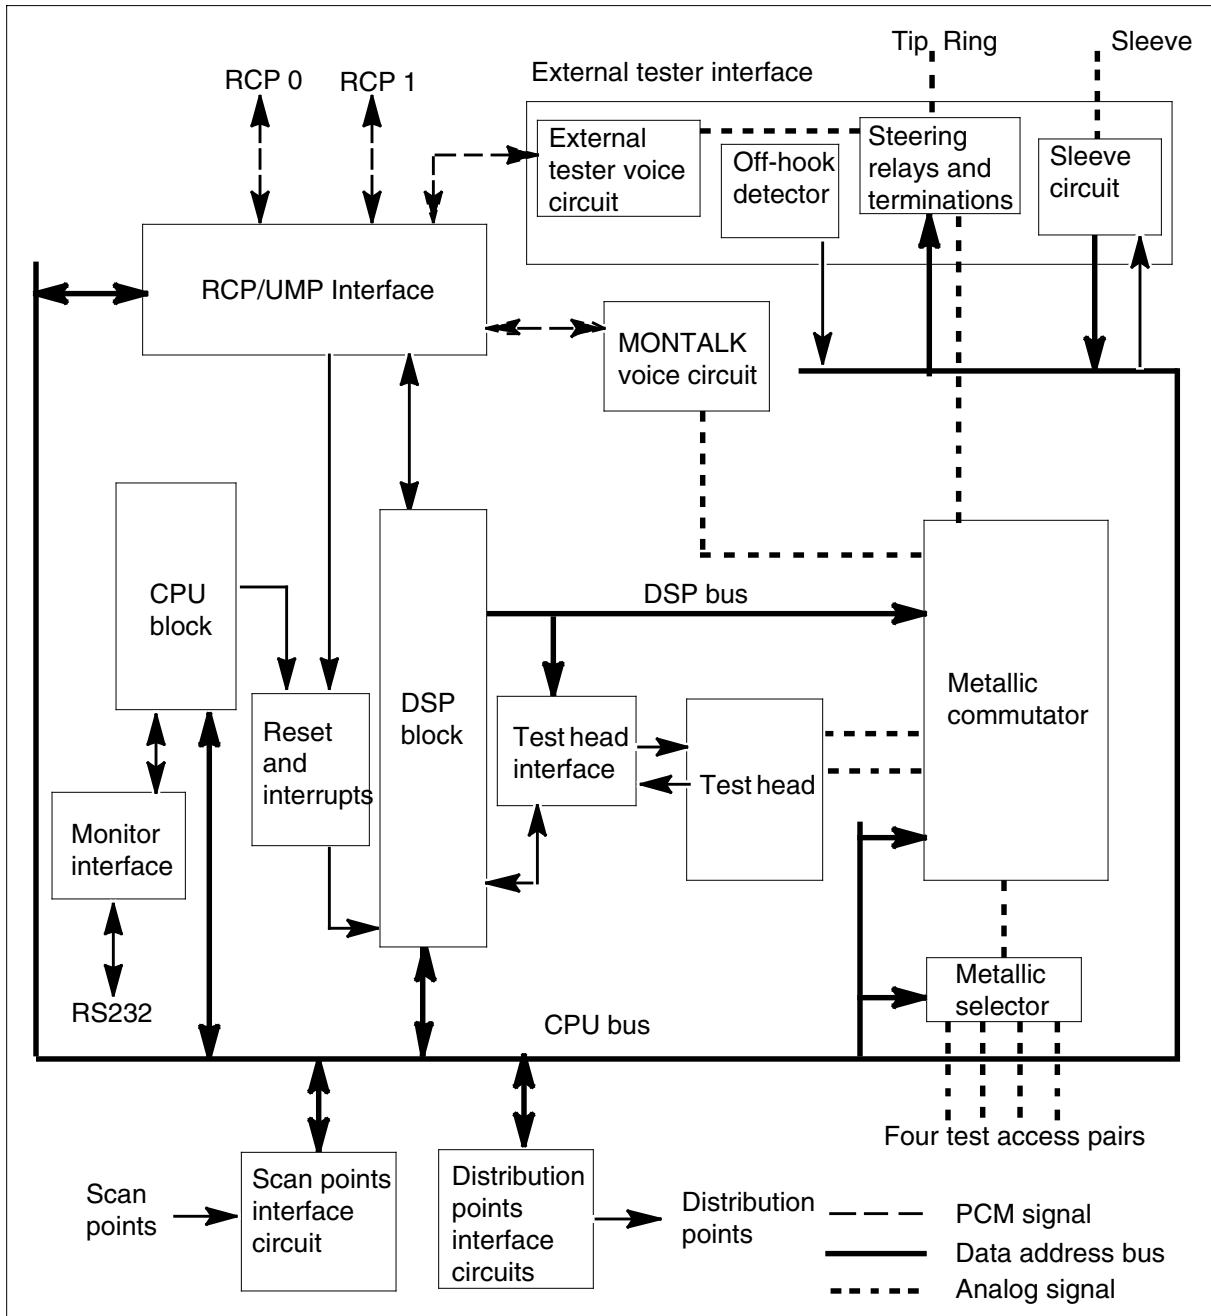 Tip Ring
Sleeve
External tester interface
RCP 0
RCP 1
External
tester voice
circuit
Off-hook
detector
Steering
relays and
terminations
Sleeve
circuit
RCP/UMP Interface
MONTALK
voice circuit
CPU
block
DSP bus
DSP
block
Metallic
commutator
Reset
and
interrupts
Test head
interface
Test head
Monitor
interface
Metallic
selector
RS232
CPU bus
Four test access pairs
Scan
points
Scan points
interface
circuit
Distribution
points
interface
circuits
Distribution
points
PCM signal
Data address bus
Analog signal